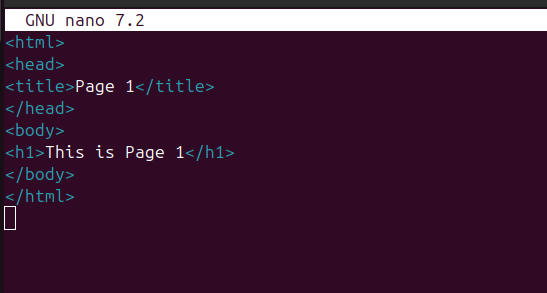 GNU nano 7.2
<html>
<head>
<title>Page 1</title>
</head>
<body>
<h1>This is Page 1</h1>
</body>
</html>